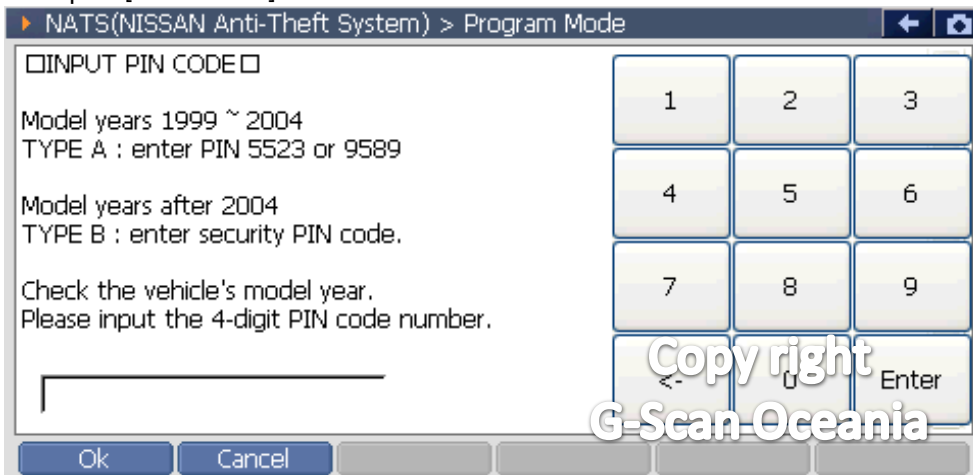 NATS(NISSAN Anti-Theft System) > Program Mode
□INPUT PIN CODE□
Model years 1999 ~ 2004
TYPE A : enter PIN 5523 or 9589
Model years after 2004
TYPE B : enter security PIN code.
Check the vehicle's model year.
Please input the 4-digit PIN code number.
1 2 3
4 5 6
7 8 9
<- 0 Enter
Copy right
G-Scan Oceania
Ok Cancel